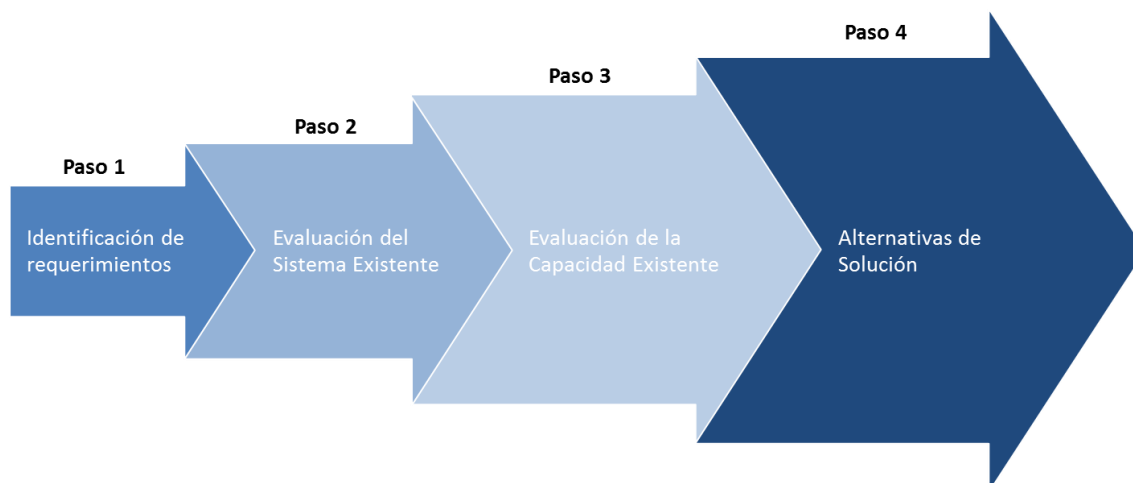 Paso 1
Identificación de
requerimientos
Paso 2
Evaluación del
Sistema Existente
Paso 3
Evaluación de la
Capacidad Existente
Paso 4
Alternativas de
Solución